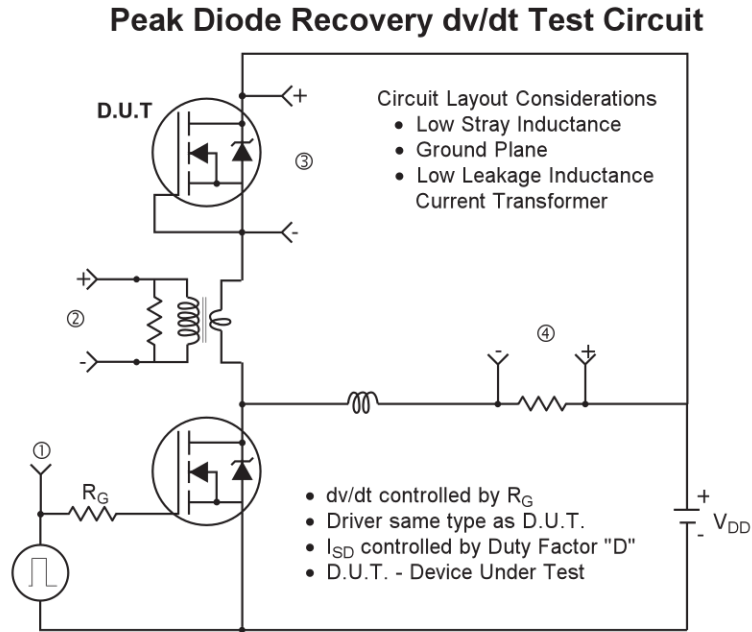 Peak Diode Recovery dv/dt Test Circuit
D.U.T
+
③
-
Circuit Layout Considerations
• Low Stray Inductance
• Ground Plane
• Low Leakage Inductance
Current Transformer
+
②
-
④
-
+
①
RG
• dv/dt controlled by RG
• Driver same type as D.U.T.
• ISD controlled by Duty Factor "D"
• D.U.T. - Device Under Test
+
VDD
-